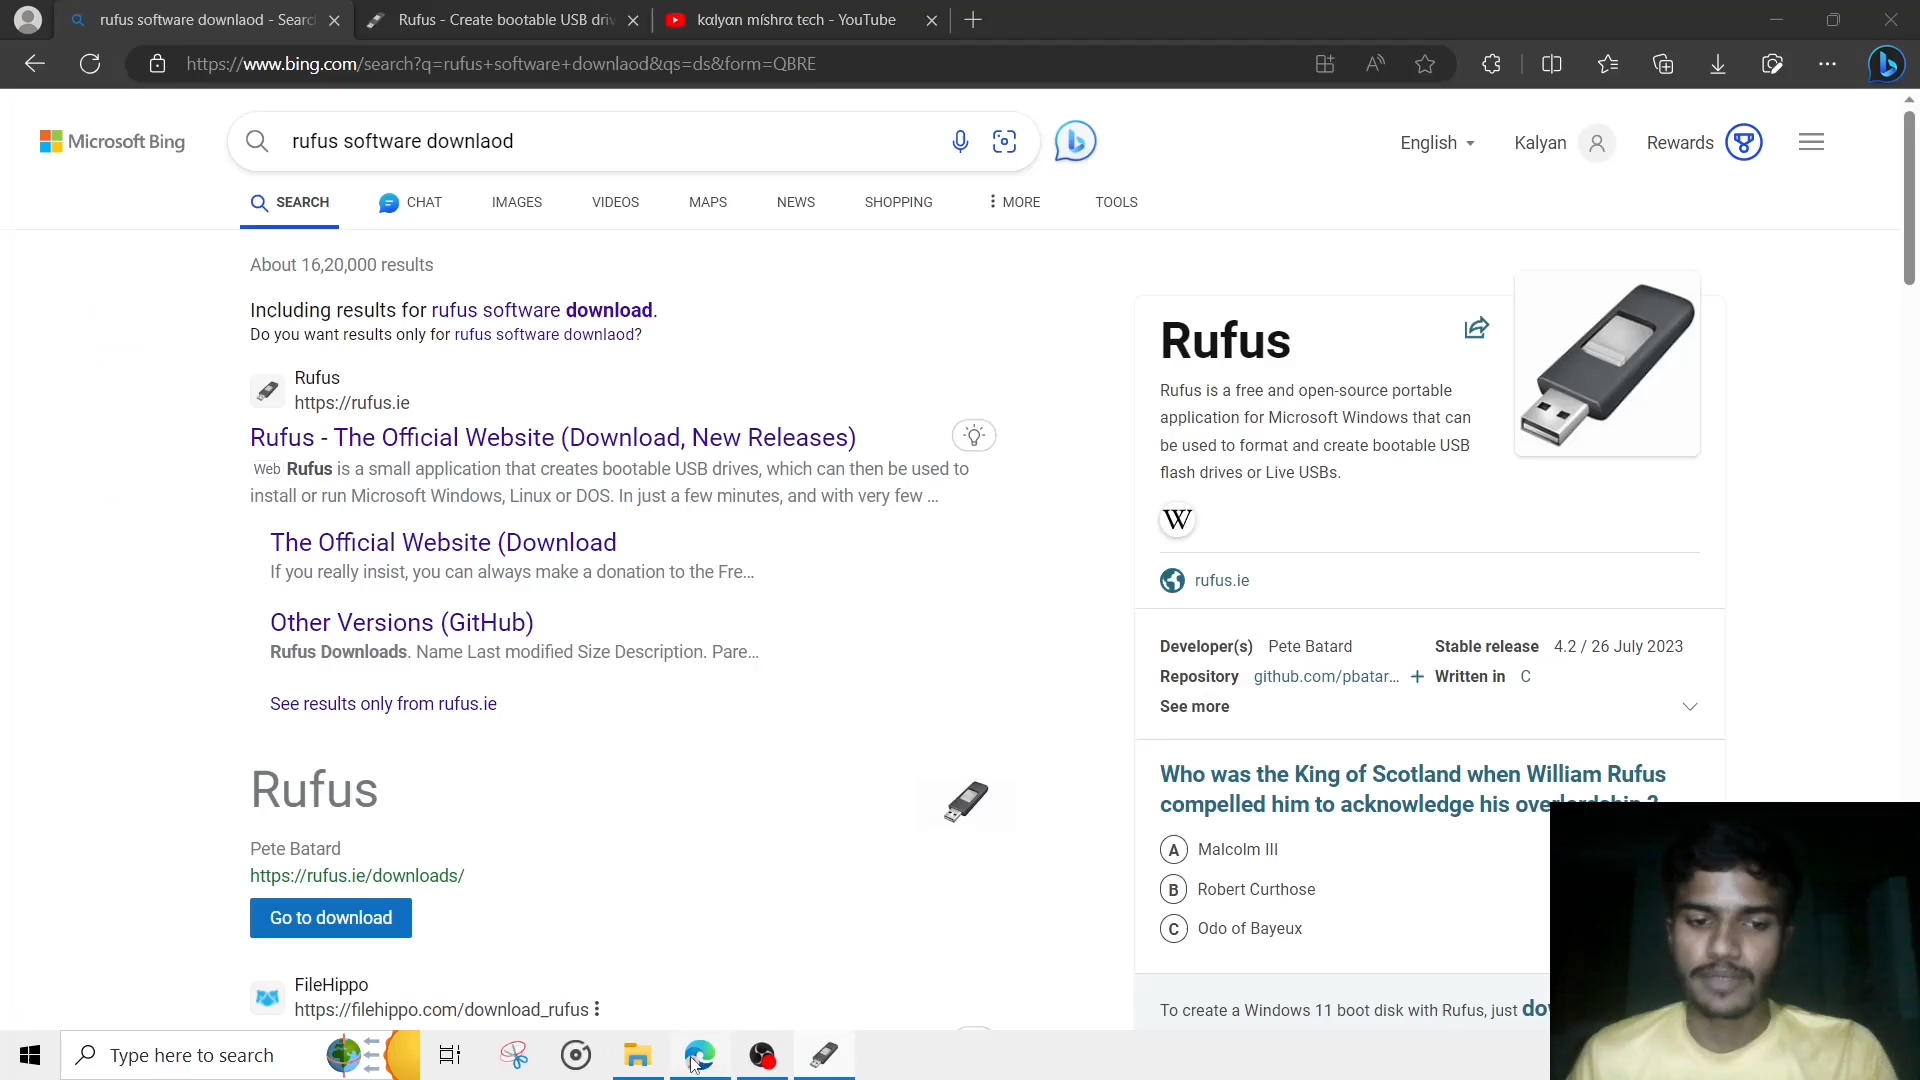 rufus software downlaod - Searc
Rufus - Create bootable USB driv
kαlyαn míshrα tєch - YouTube
https://www.bing.com/search?q=rufus+software+downlaod&qs=ds&form=QBRE
Microsoft Bing
rufus software downlaod
English
Kalyan
Rewards
SEARCH
CHAT
IMAGES
VIDEOS
MAPS
NEWS
SHOPPING
MORE
TOOLS
About 16,20,000 results
Including results for rufus software download.
Do you want results only for rufus software downlaod?
Rufus
https://rufus.ie
Rufus - The Official Website (Download, New Releases)
Web Rufus is a small application that creates bootable USB drives, which can then be used to
install or run Microsoft Windows, Linux or DOS. In just a few minutes, and with very few ...
The Official Website (Download
If you really insist, you can always make a donation to the Fre...
Other Versions (GitHub)
Rufus Downloads. Name Last modified Size Description. Pare...
See results only from rufus.ie
Rufus
Pete Batard
https://rufus.ie/downloads/
Go to download
FileHippo
https://filehippo.com/download_rufus
Rufus
Rufus is a free and open-source portable
application for Microsoft Windows that can
be used to format and create bootable USB
flash drives or Live USBs.
W
rufus.ie
Developer(s) Pete Batard
Stable release 4.2 / 26 July 2023
Repository github.com/pbatar... +
Written in C
See more
Who was the King of Scotland when William Rufus
compelled him to acknowledge his overlordship ?
A Malcolm III
B Robert Curthose
C Odo of Bayeux
To create a Windows 11 boot disk with Rufus, just
Type here to search